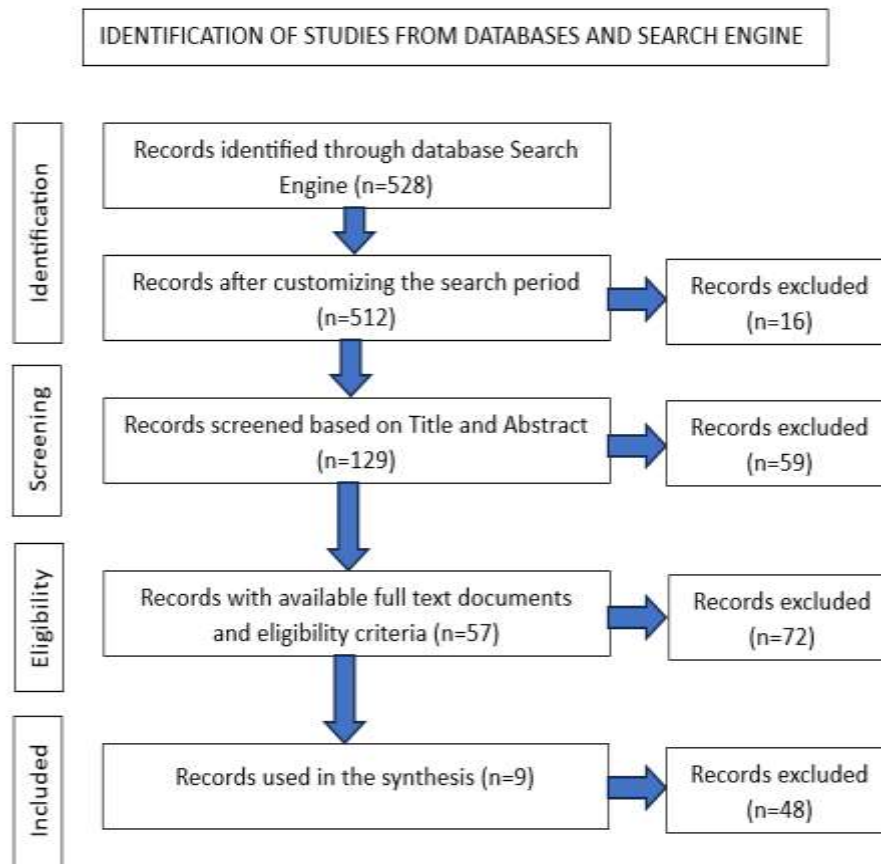 IDENTIFICATION OF STUDIES FROM DATABASES AND SEARCH ENGINE
Identification
Records identified through database Search
Engine (n=528)
Records after customizing the search period
(n=512)
Records excluded
(n=16)
Screening
Records screened based on Title and Abstract
(n=129)
Records excluded
(n=59)
Eligibility
Records with available full text documents
and eligibility criteria (n=57)
Records excluded
(n=72)
Included
Records used in the synthesis (n=9)
Records excluded
(n=48)